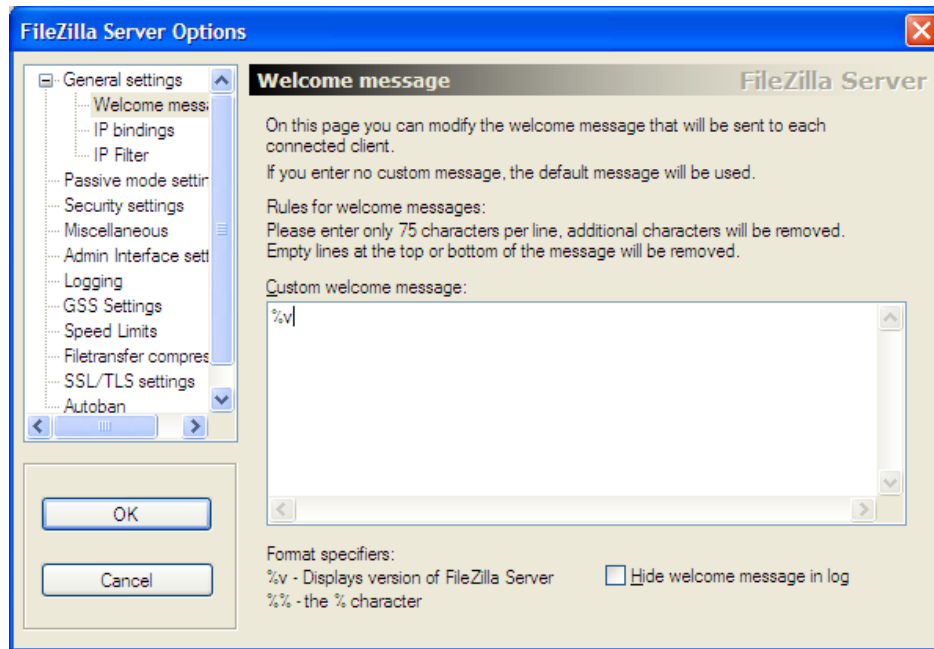 FileZilla Server Options
General settings
Welcome messa
IP bindings
IP Filter
Passive mode settin
Security settings
Miscellaneous
Admin Interface sett
Logging
GSS Settings
Speed Limits
Filetransfer compres
SSL/TLS settings
Autoban
OK
Cancel
Welcome message FileZilla Server
On this page you can modify the welcome message that will be sent to each
connected client.
If you enter no custom message, the default message will be used.
Rules for welcome messages:
Please enter only 75 characters per line, additional characters will be removed.
Empty lines at the top or bottom of the message will be removed.
Custom welcome message:
%v
Format specifiers:
%v - Displays version of FileZilla Server
%% - the % character
Hide welcome message in log